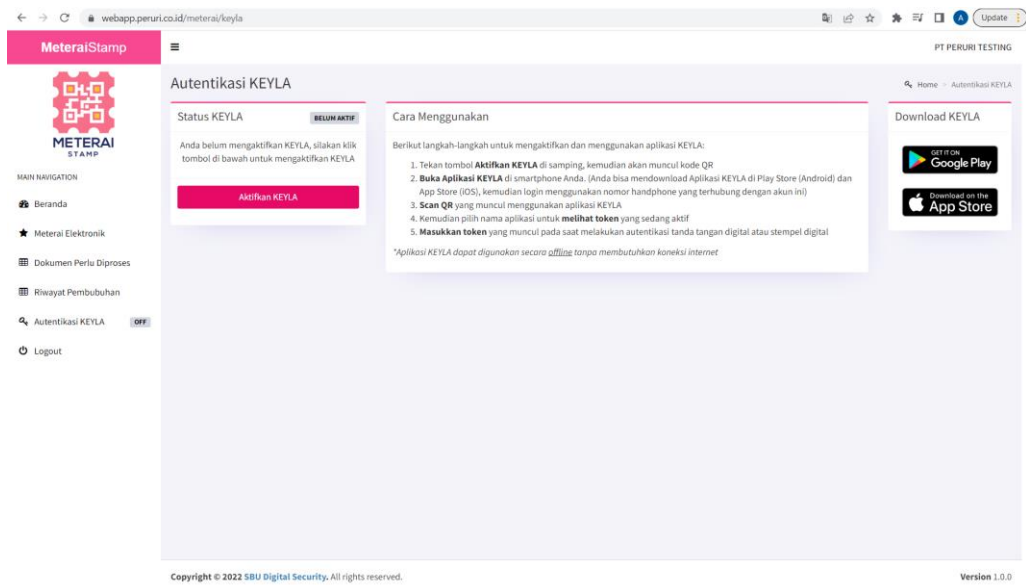 webapp.peruri.co.id/meterai/keyla
A
Update
MeteraiStamp
PT PERURI TESTING
METERAI
STAMP
MAIN NAVIGATION
Beranda
Meterai Elektronik
Dokumen Perlu Diproses
Riwayat Pembubuhan
Autentikasi KEYLA OFF
Logout
Autentikasi KEYLA
Home > Autentikasi KEYLA
Status KEYLA BELUM AKTIF
Anda belum mengaktifkan KEYLA, silakan klik
tombol di bawah untuk mengaktifkan KEYLA
Aktifkan KEYLA
Cara Menggunakan
Berikut langkah-langkah untuk mengaktifkan dan menggunakan aplikasi KEYLA:
1. Tekan tombol Aktifkan KEYLA di samping, kemudian akan muncul kode QR
2. Buka Aplikasi KEYLA di smartphone Anda. (Anda bisa mendownload Aplikasi KEYLA di Play Store (Android) dan
App Store (iOS), kemudian login menggunakan nomor handphone yang terhubung dengan akun ini)
3. Scan QR yang muncul menggunakan aplikasi KEYLA
4. Kemudian pilih nama aplikasi untuk melihat token yang sedang aktif
5. Masukkan token yang muncul pada saat melakukan autentikasi tanda tangan digital atau stempel digital
*Aplikasi KEYLA dapat digunakan secara offline tanpa membutuhkan koneksi internet
Download KEYLA
GET IT ON
Google Play
Download on the
App Store
Copyright © 2022 SBU Digital Security. All rights reserved.
Version 1.0.0